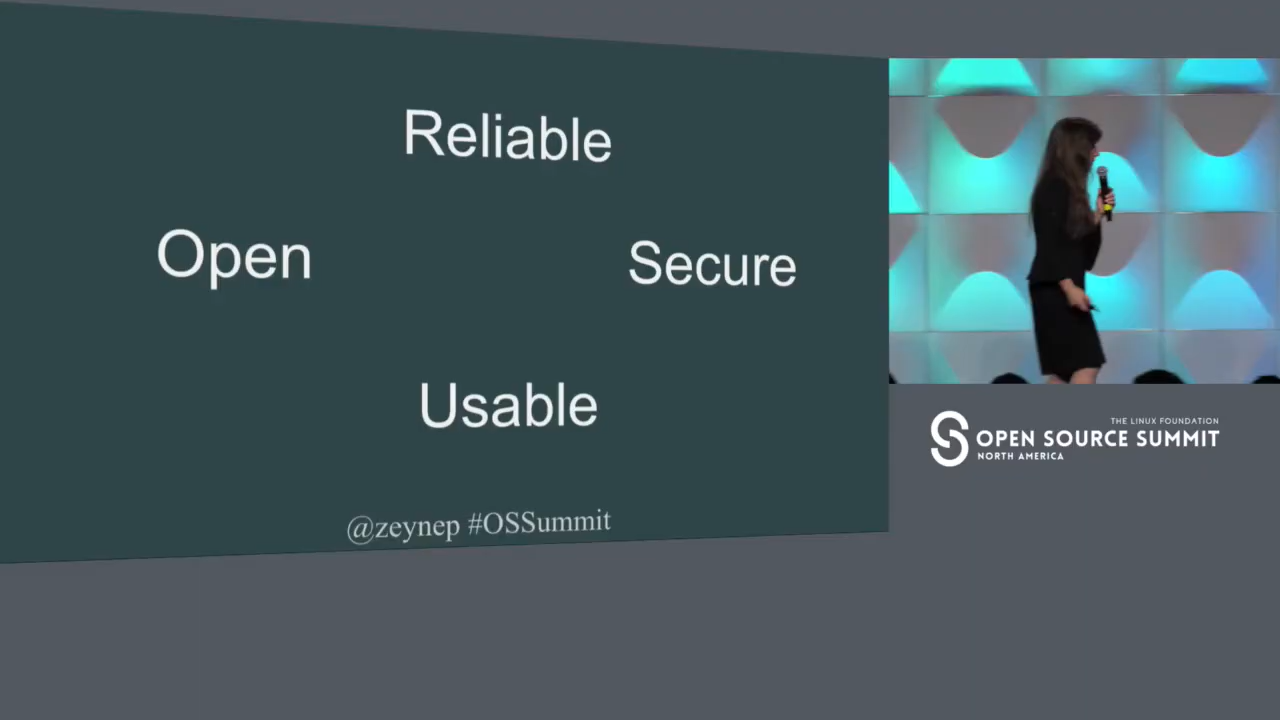 Reliable
Open
Secure
Usable
@zeynep #OSSummit
THE LINUX FOUNDATION
OPEN SOURCE SUMMIT
NORTH AMERICA